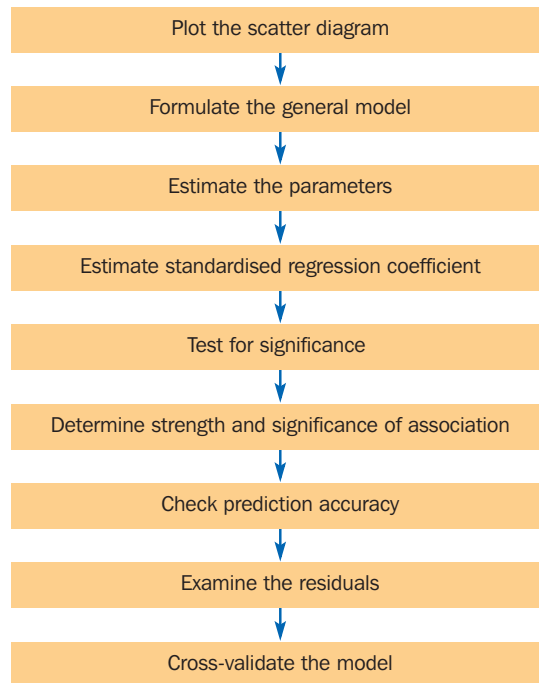 Plot the scatter diagram
Formulate the general model
Estimate the parameters
Estimate standardised regression coefficient
Test for significance
Determine strength and significance of association
Check prediction accuracy
Examine the residuals
Cross-validate the model